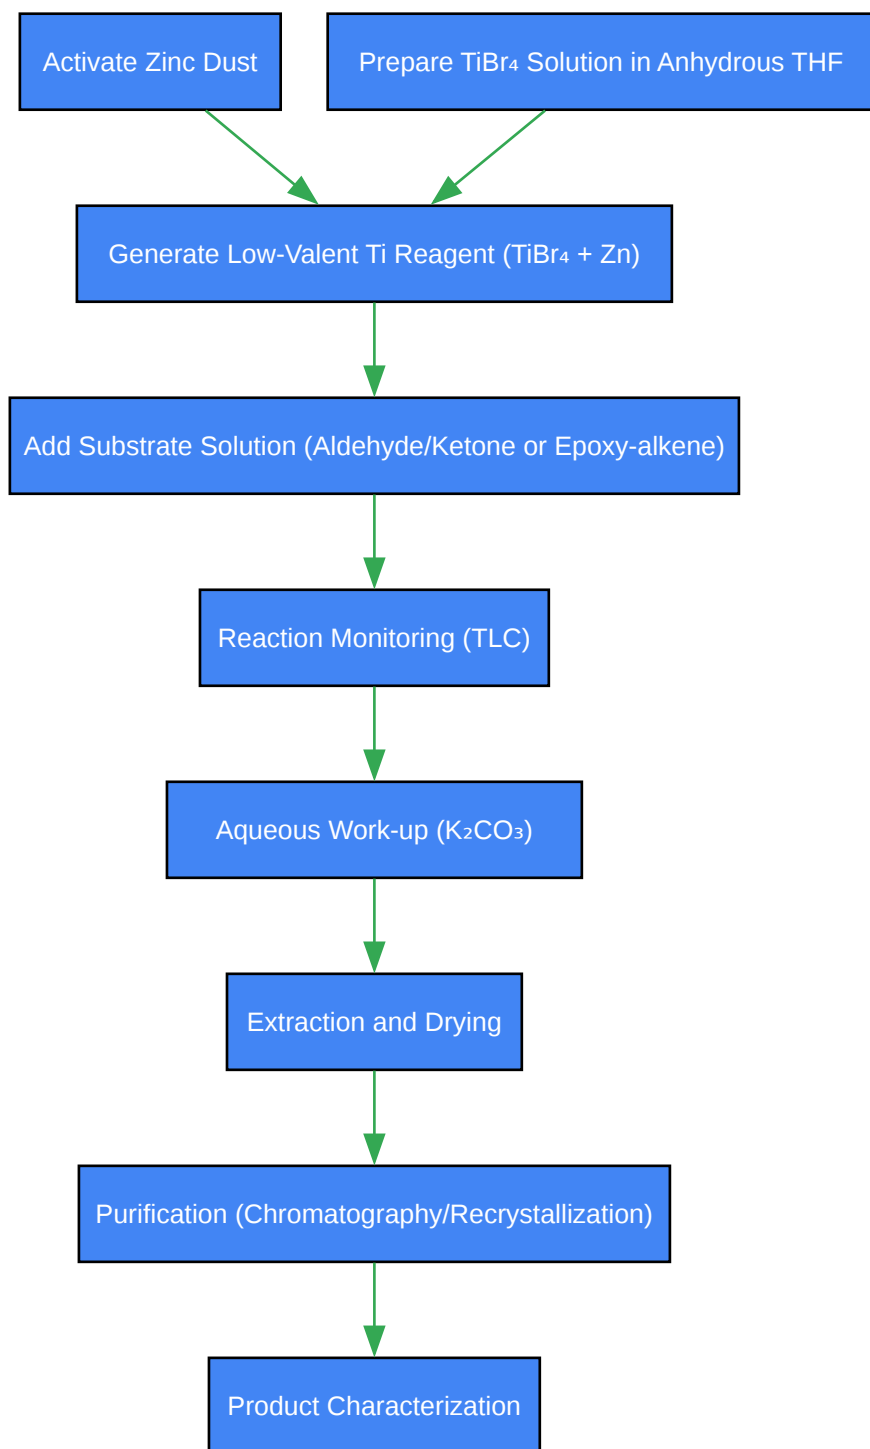 Activate Zinc Dust
Prepare TiBr₄ Solution in Anhydrous THF
Generate Low-Valent Ti Reagent (TiBr₄ + Zn)
Add Substrate Solution (Aldehyde/Ketone or Epoxy-alkene)
Reaction Monitoring (TLC)
Aqueous Work-up (K₂CO₃)
Extraction and Drying
Purification (Chromatography/Recrystallization)
Product Characterization